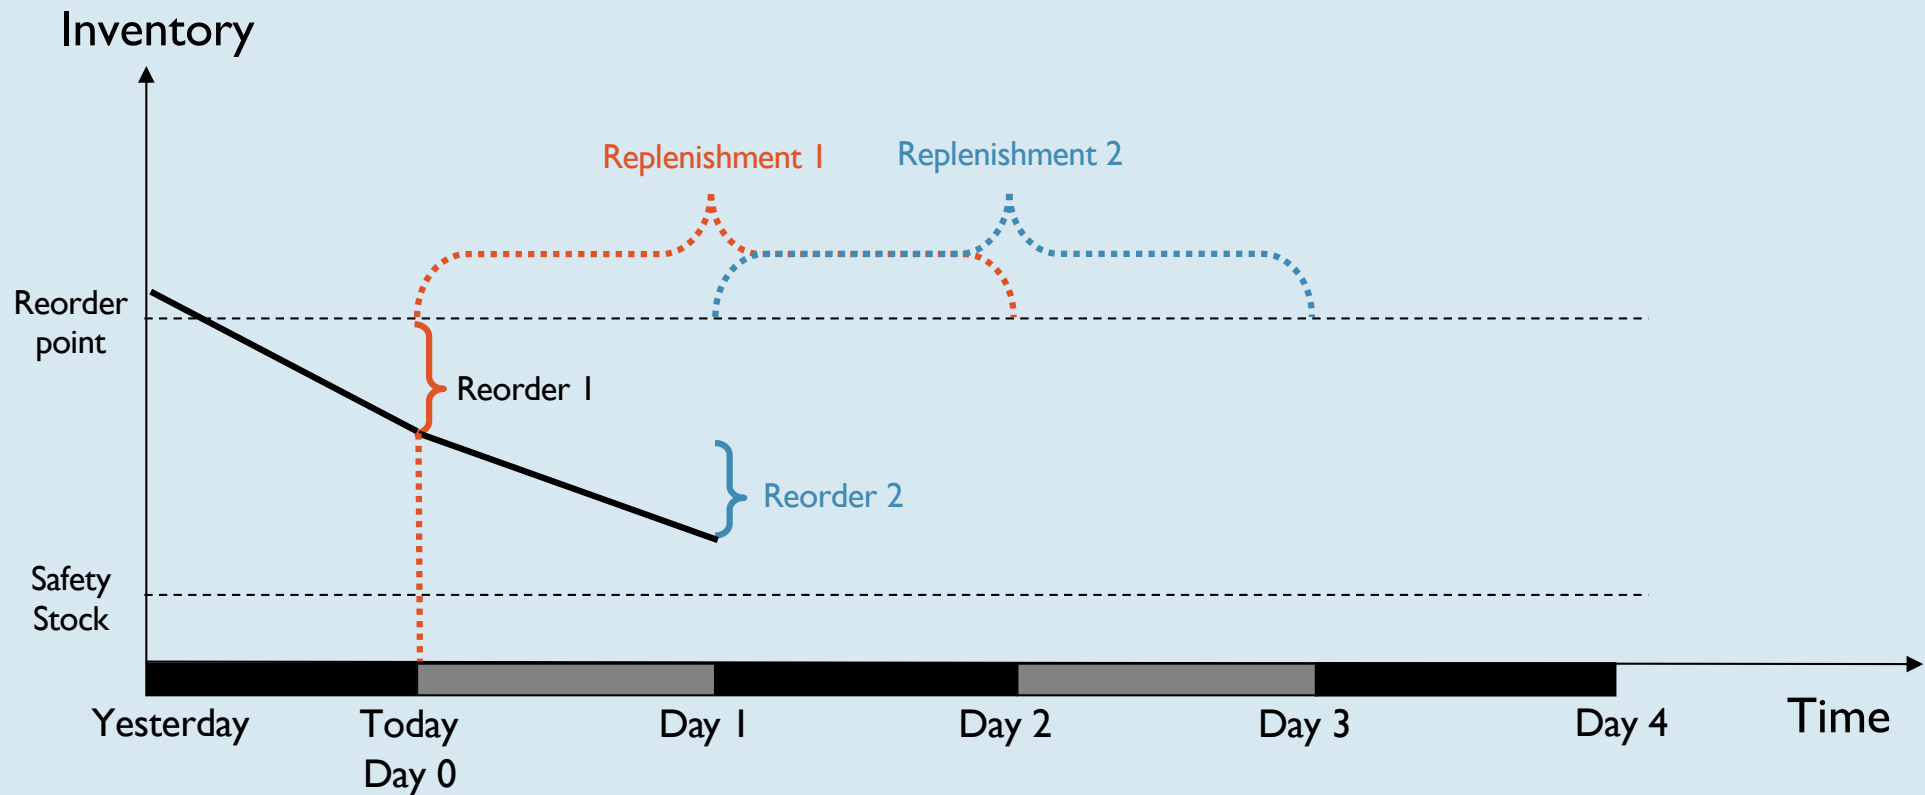 Inventory
Replenishment 1
Replenishment 2
Reorder
point
Reorder 1
Reorder 2
Safety
Stock
Yesterday
Today
Day 0
Day 1
Day 2
Day 3
Day 4
Time